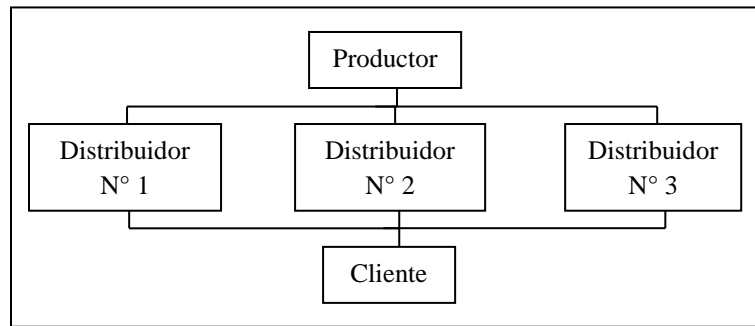 Productor
Distribuidor
N° 1
Distribuidor
N° 2
Distribuidor
N° 3
Cliente